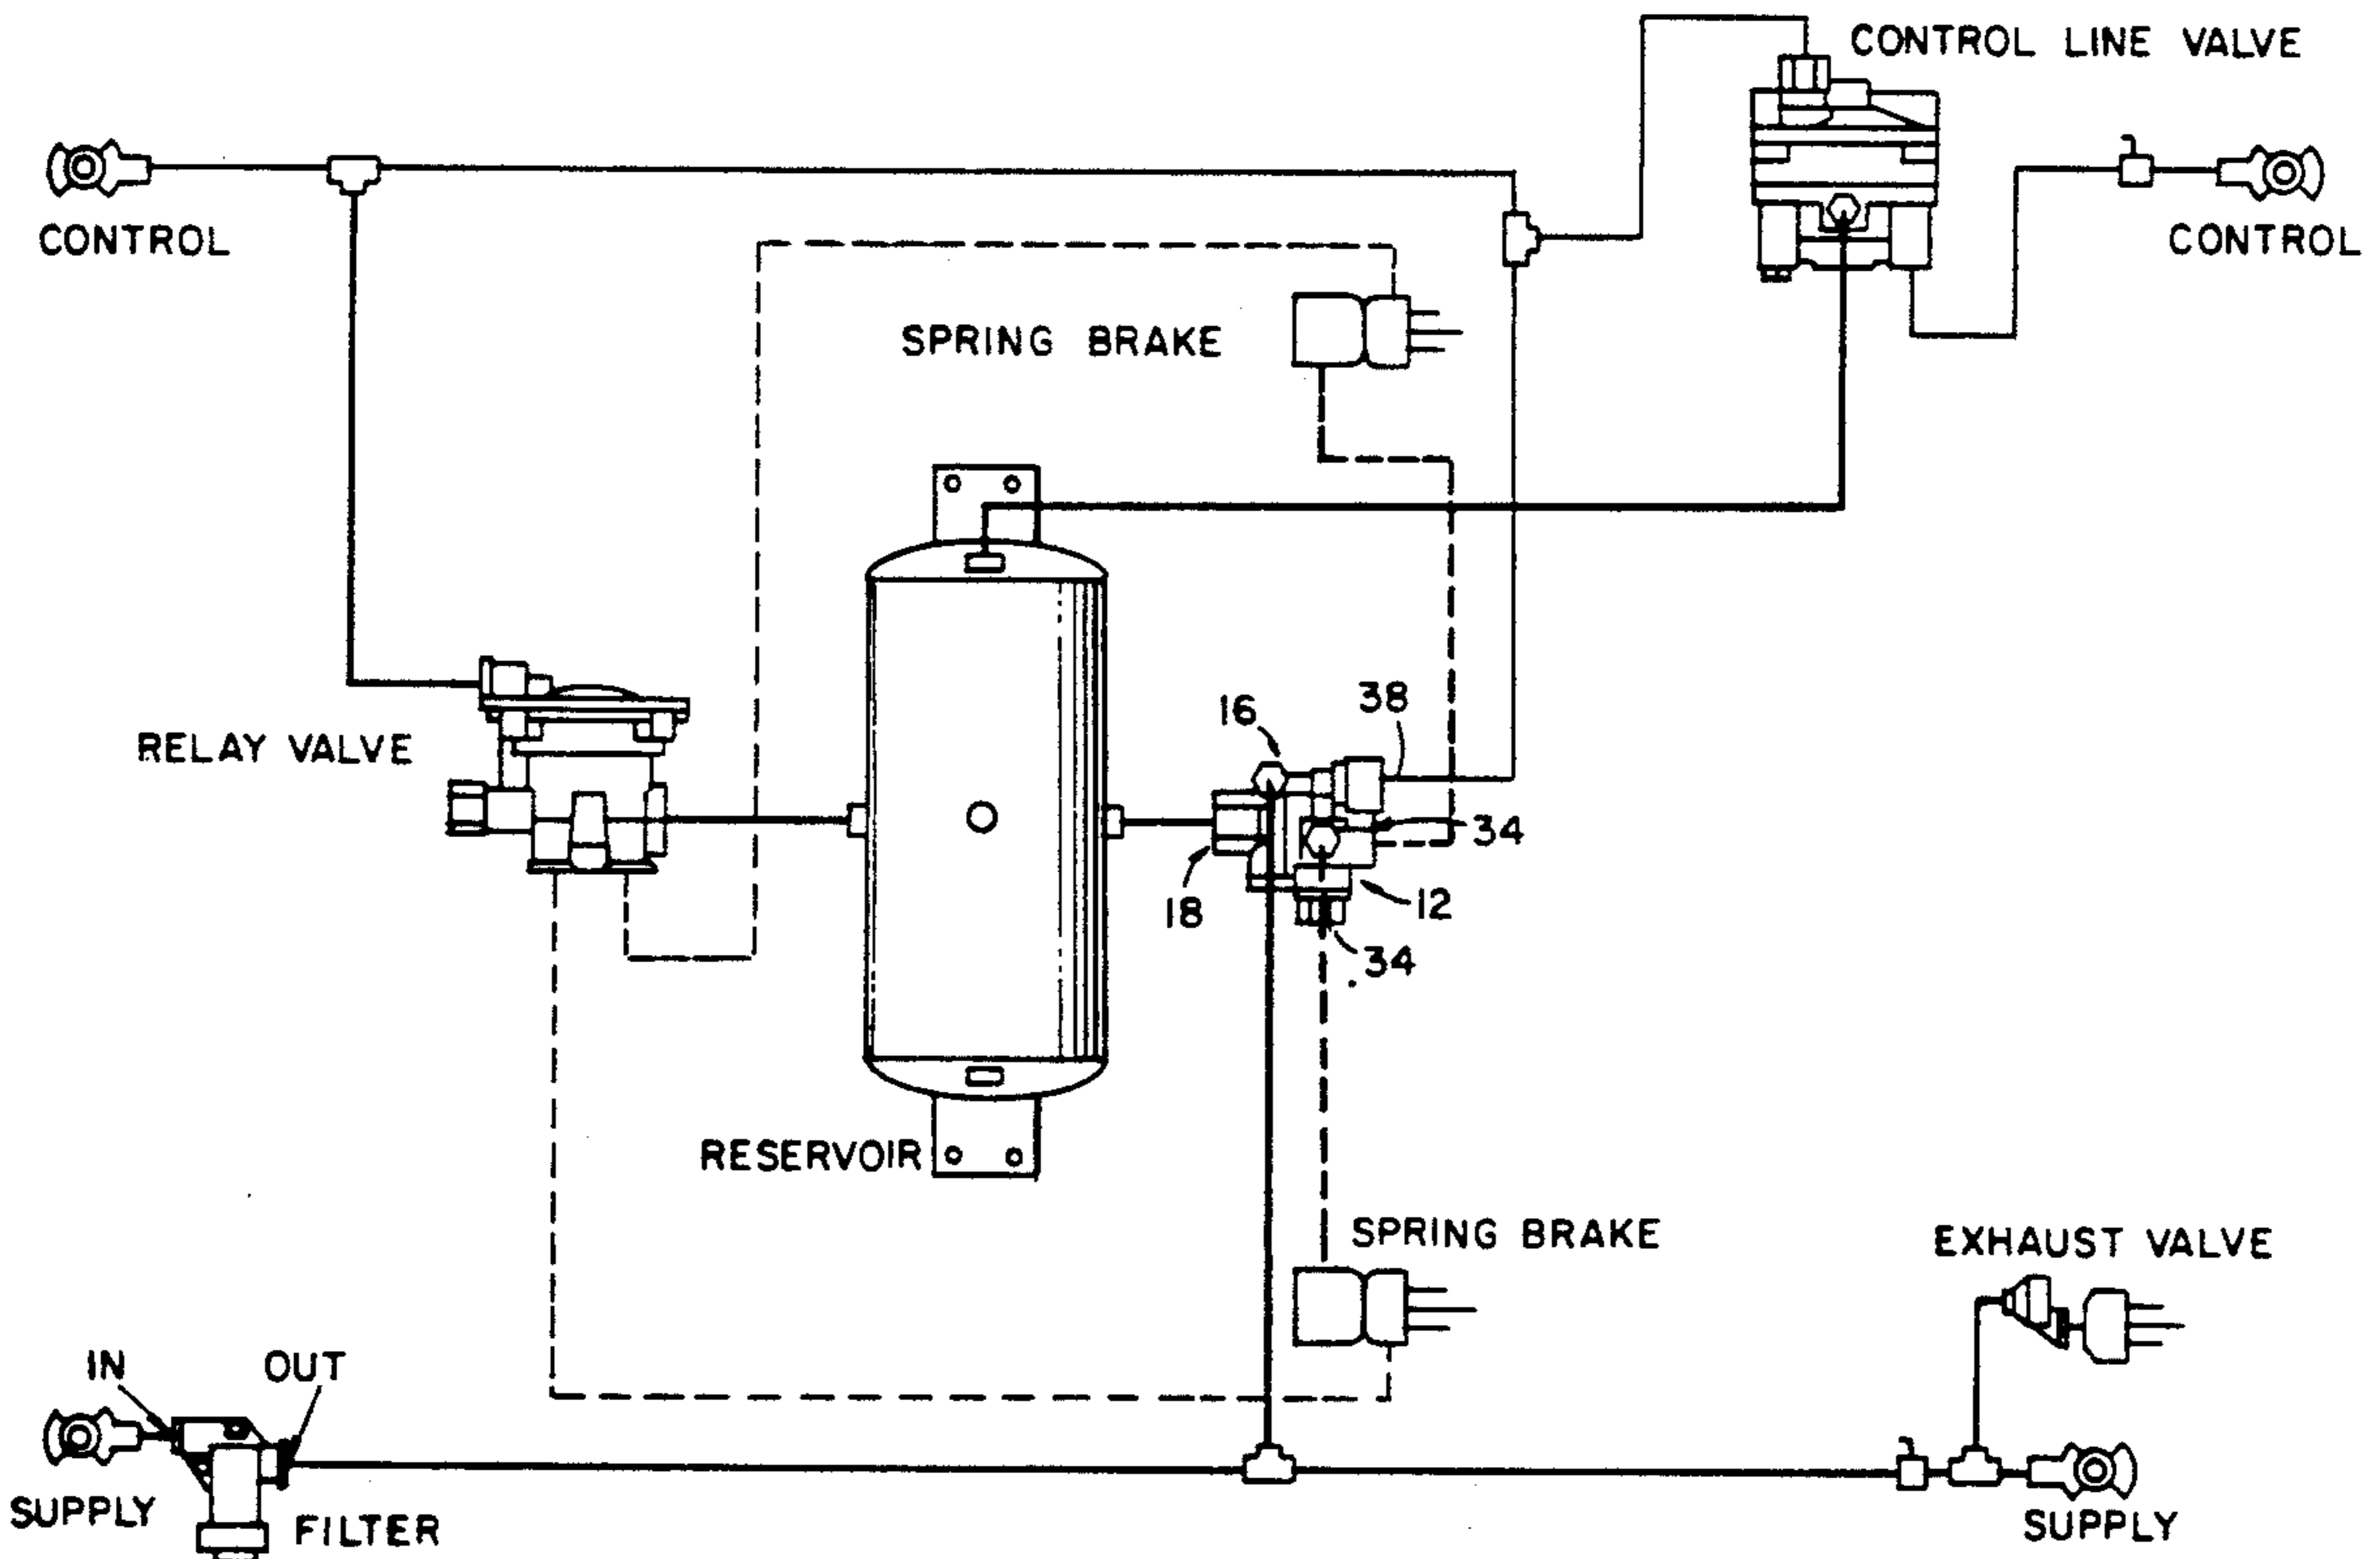 CONTROL LINE VALVE
CONTROL
CONTROL
SPRING BRAKE
38
16
RELAY VALVE
34
12
18
34
RESERVOIR
SPRING BRAKE
EXHAUST VALVE
IN
OUT
SUPPLY
FILTER
SUPPLY